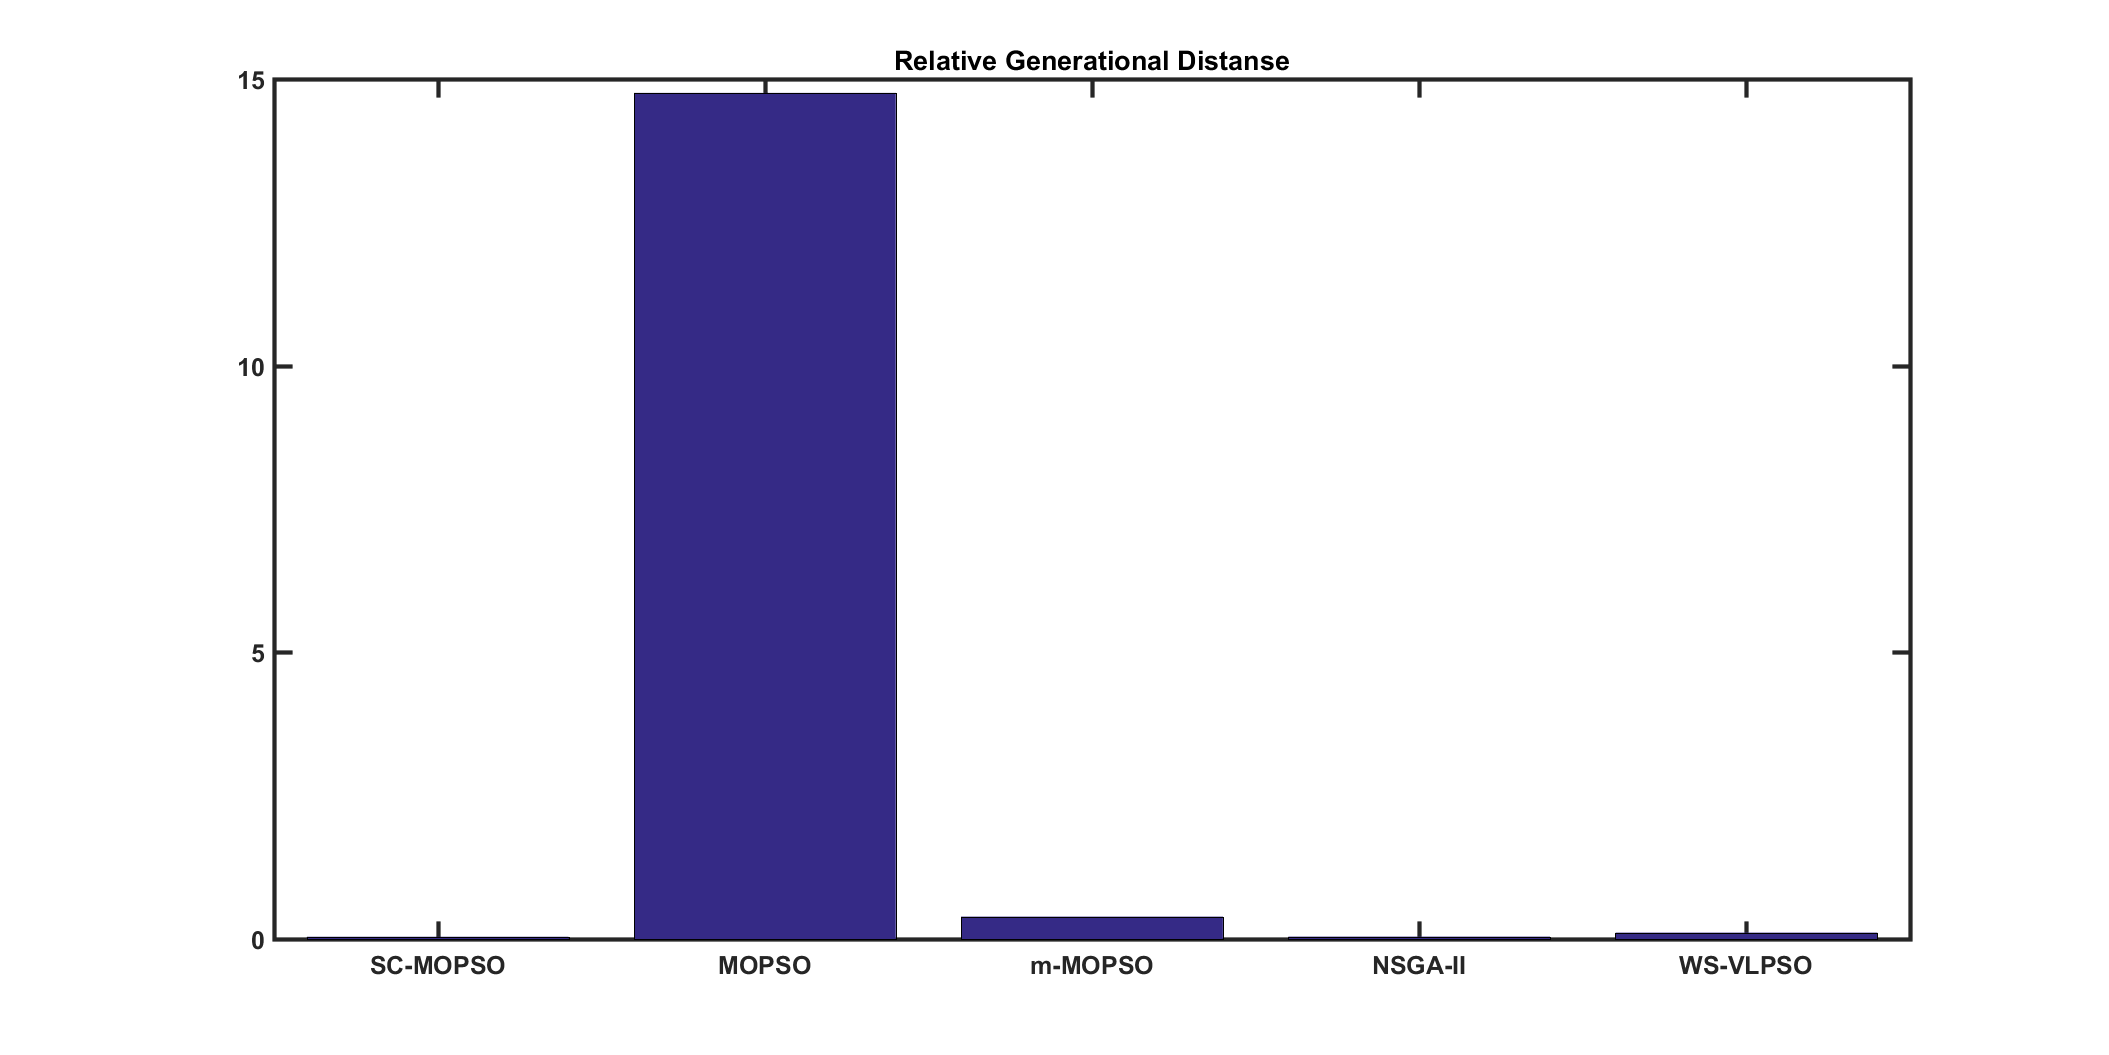 Relative Generational Distanse
15
10
5
0
SC-MOPSO MOPSO m-MOPSO NSGA-II WS-VLPSO